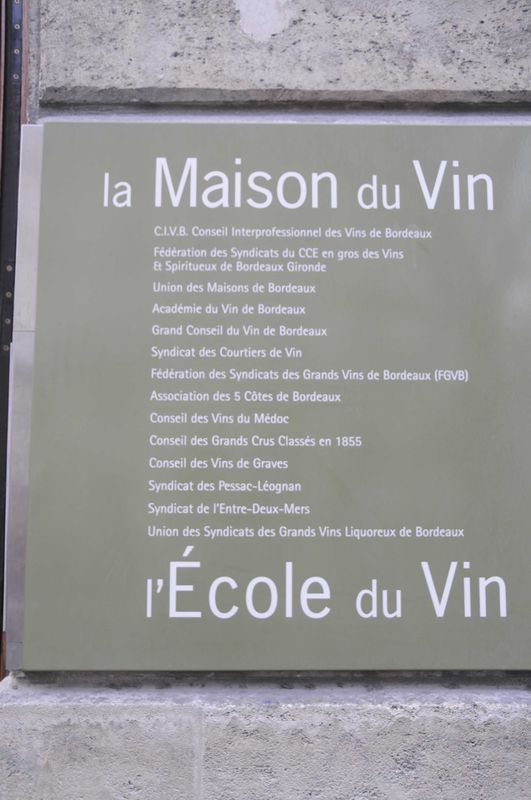 la Maison du Vin
C.I.V.B. Conseil Interprofessionnel des Vins de Bordeaux
Fédération des Syndicats du CCE en gros des Vins
& Spiritueux de Bordeaux Gironde
Union des Maisons de Bordeaux
Académie du Vin de Bordeaux
Grand Conseil du Vin de Bordeaux
Syndicat des Courtiers de Vin
Fédération des Syndicats des Grands Vins de Bordeaux (FGVB)
Association des 5 Côtes de Bordeaux
Conseil des Vins du Médoc
Conseil des Grands Crus Classés en 1855
Conseil des Vins de Graves
Syndicat des Pessac-Léognan
Syndicat de l'Entre-Deux-Mers
Union des Syndicats des Grands Vins Liquoreux de Bordeaux
l'École du Vin